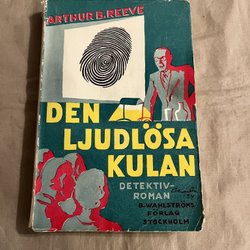 ARTHUR B. REEVE
DEN
LJUDLÖSA
KULAN
DETEKTIV-
ROMAN
B. WAHLSTRÖMS
FÖRLAG
STOCKHOLM